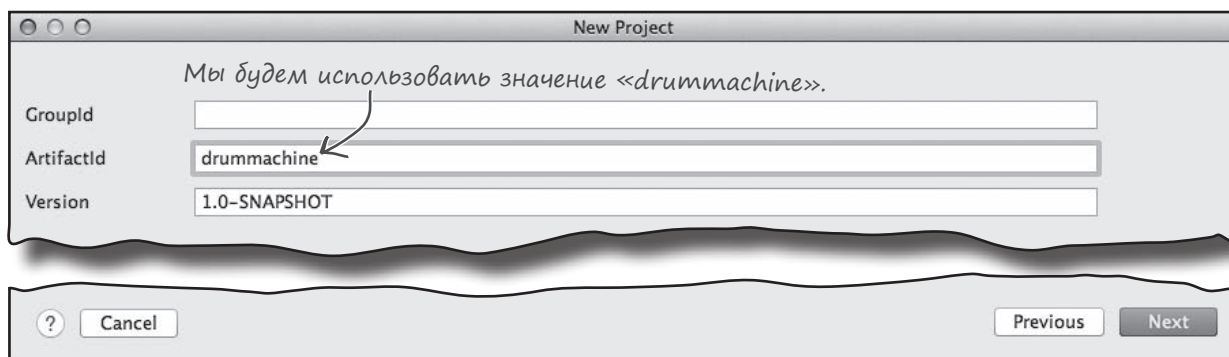 New Project
Мы будем использовать значение «drummachine».
GroupId
ArtifactId drummachine
Version 1.0-SNAPSHOT
? Cancel Previous Next